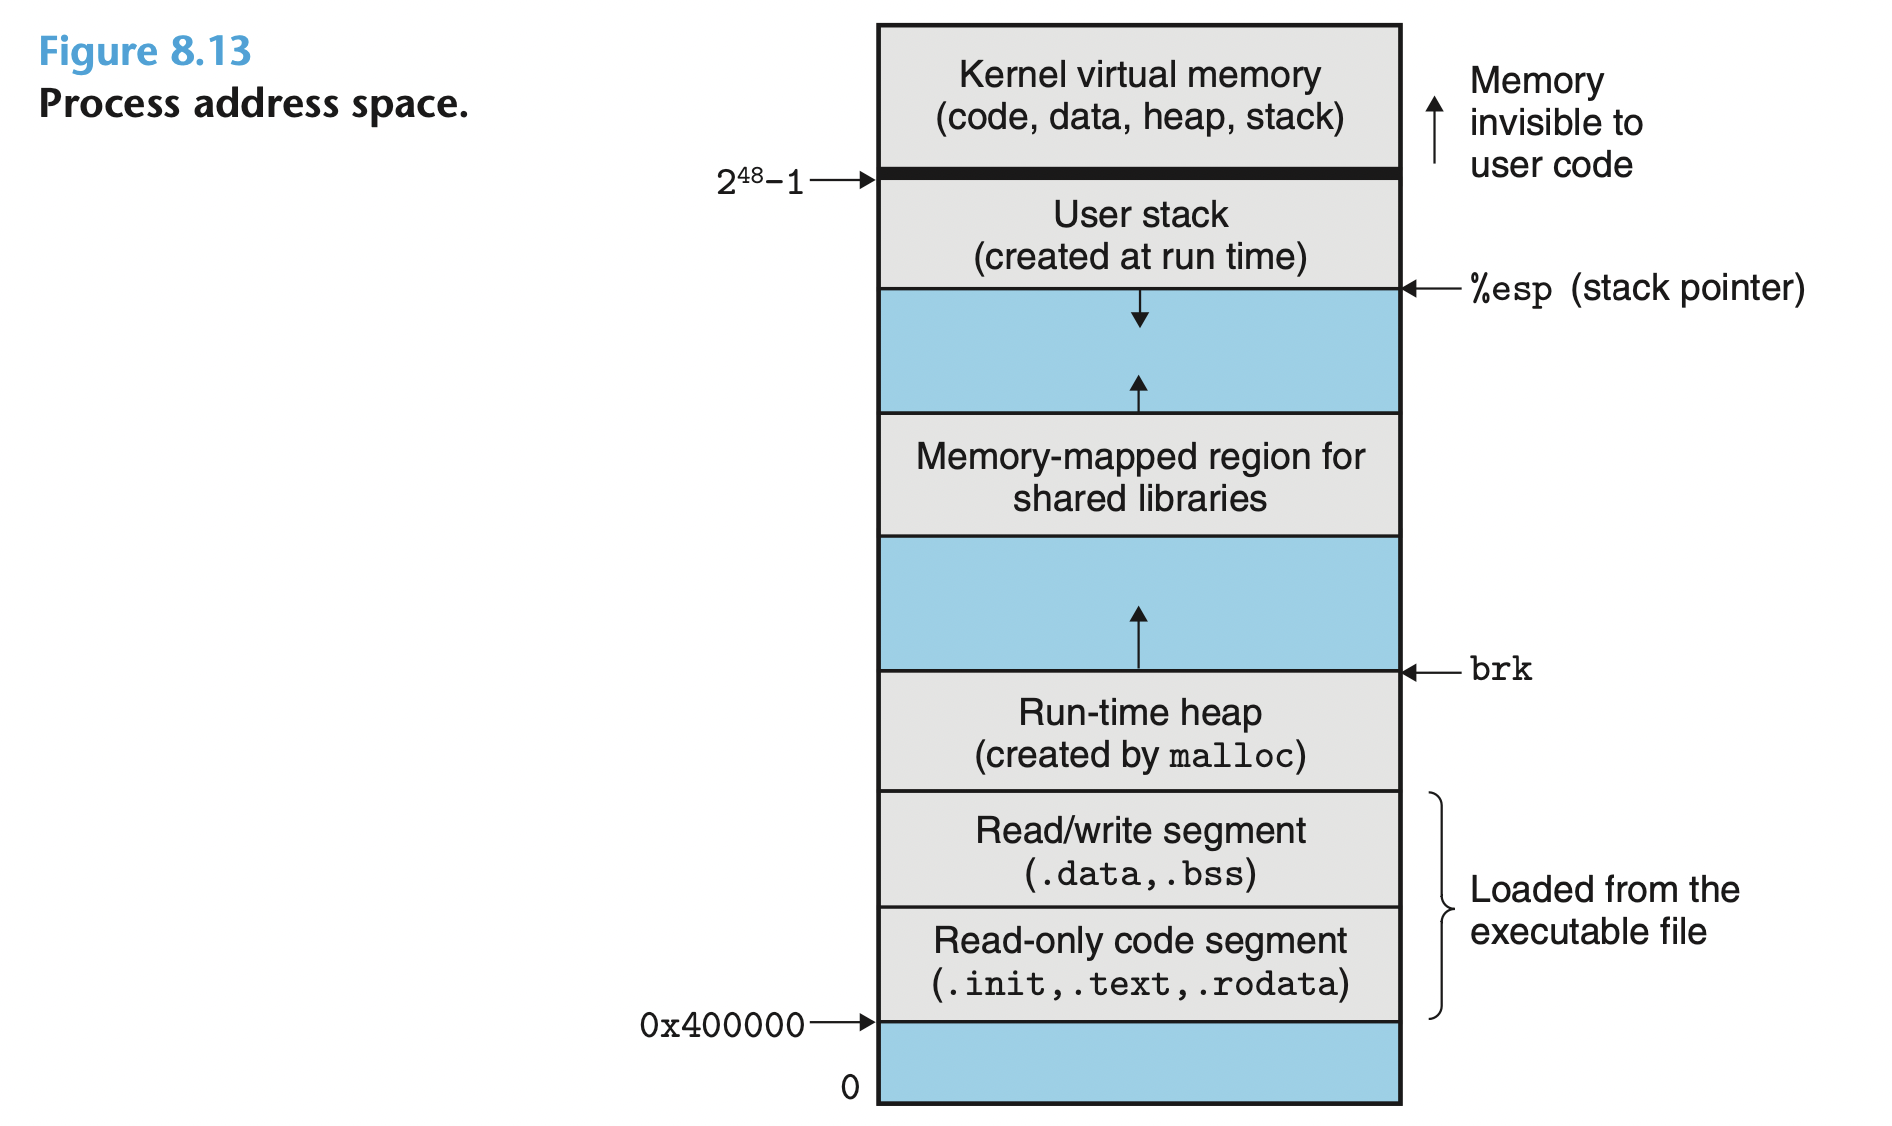 Figure 8.13
Process address space.
Kernel virtual memory
(code, data, heap, stack)
Memory
invisible to
user code
2⁴⁸–1
User stack
(created at run time)
%esp (stack pointer)
Memory-mapped region for
shared libraries
brk
Run-time heap
(created by malloc)
Read/write segment
(.data,.bss)
Loaded from the
executable file
Read-only code segment
(.init,.text,.rodata)
0x400000
0